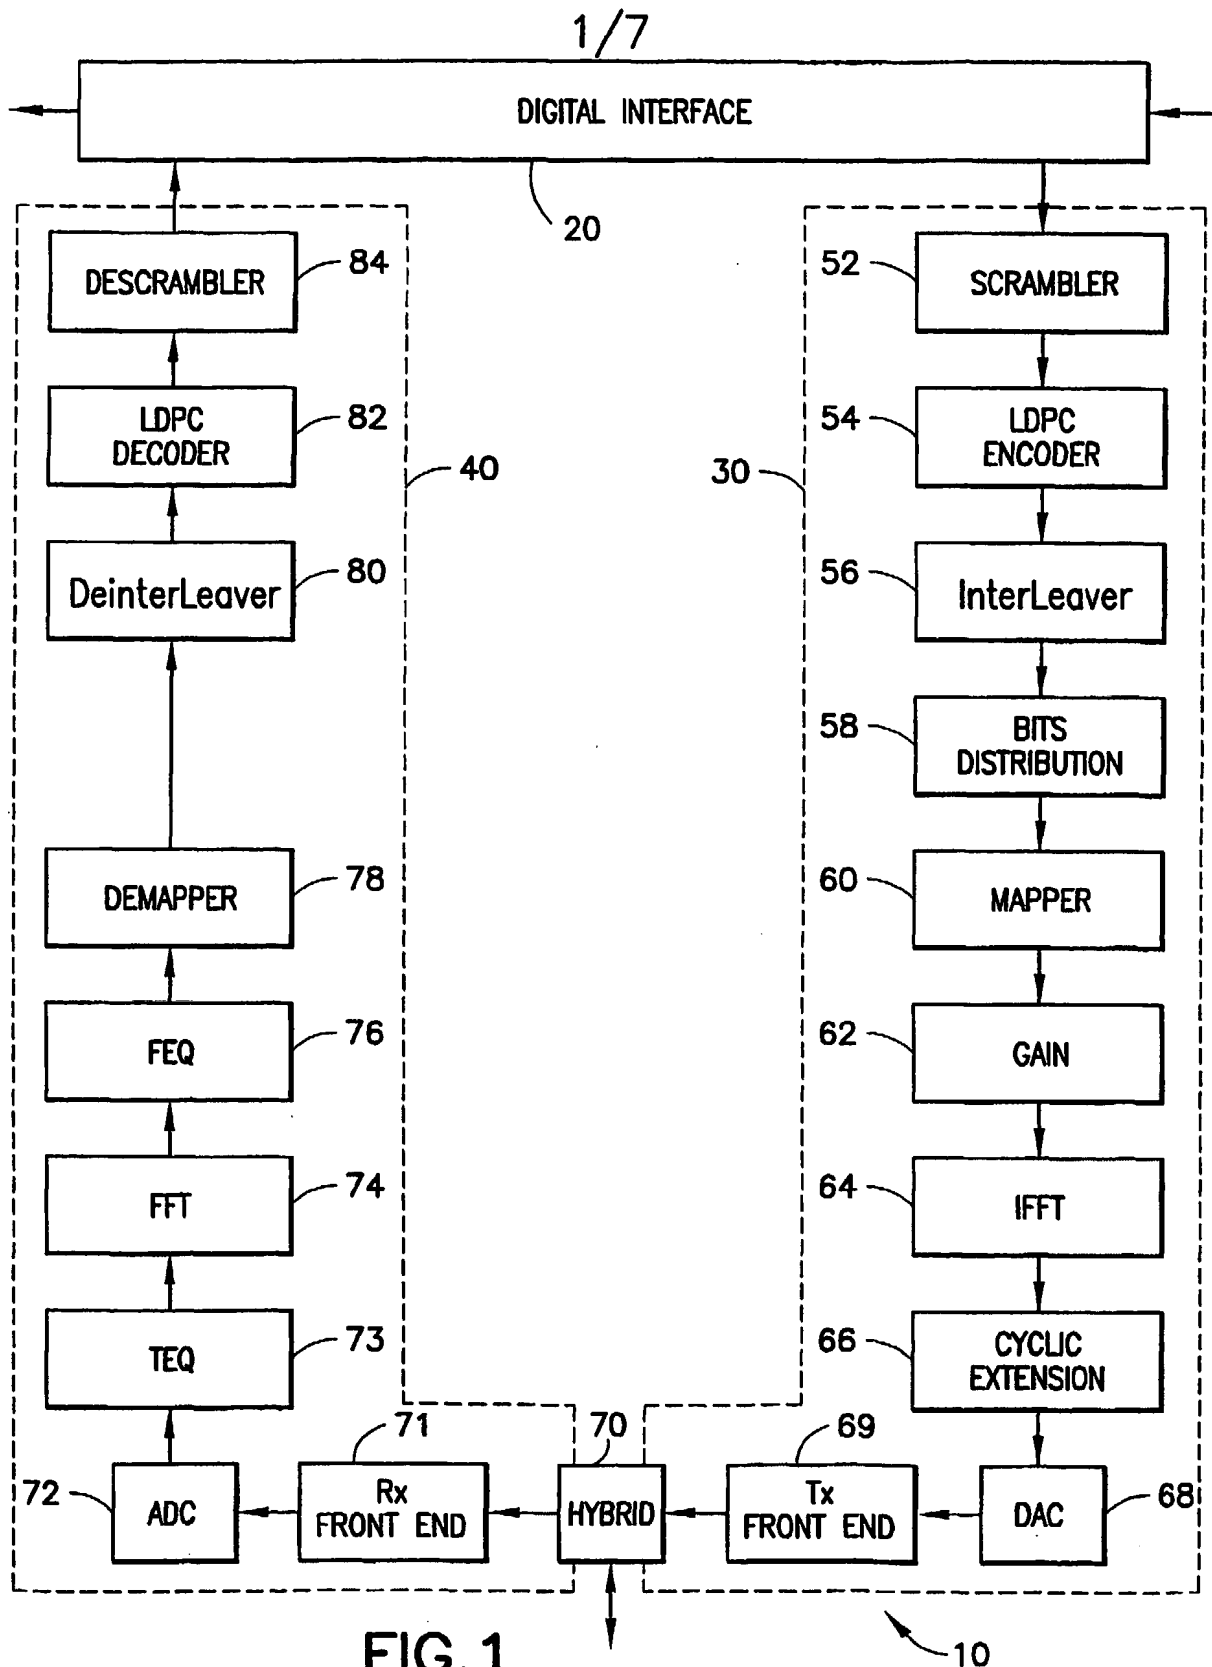 1/7
DIGITAL INTERFACE
20
DESCRAMBLER
84
52
SCRAMBLER
LDPC
DECODER
82
54
LDPC
ENCODER
40
30
DeinterLeaver
80
56
InterLeaver
58
BITS
DISTRIBUTION
DEMAPPER
78
60
MAPPER
FEQ
76
62
GAIN
FFT
74
64
IFFT
TEQ
73
66
CYCLIC
EXTENSION
71
70
69
72
ADC
Rx
FRONT END
HYBRID
Tx
FRONT END
DAC
68
FIG.1
10